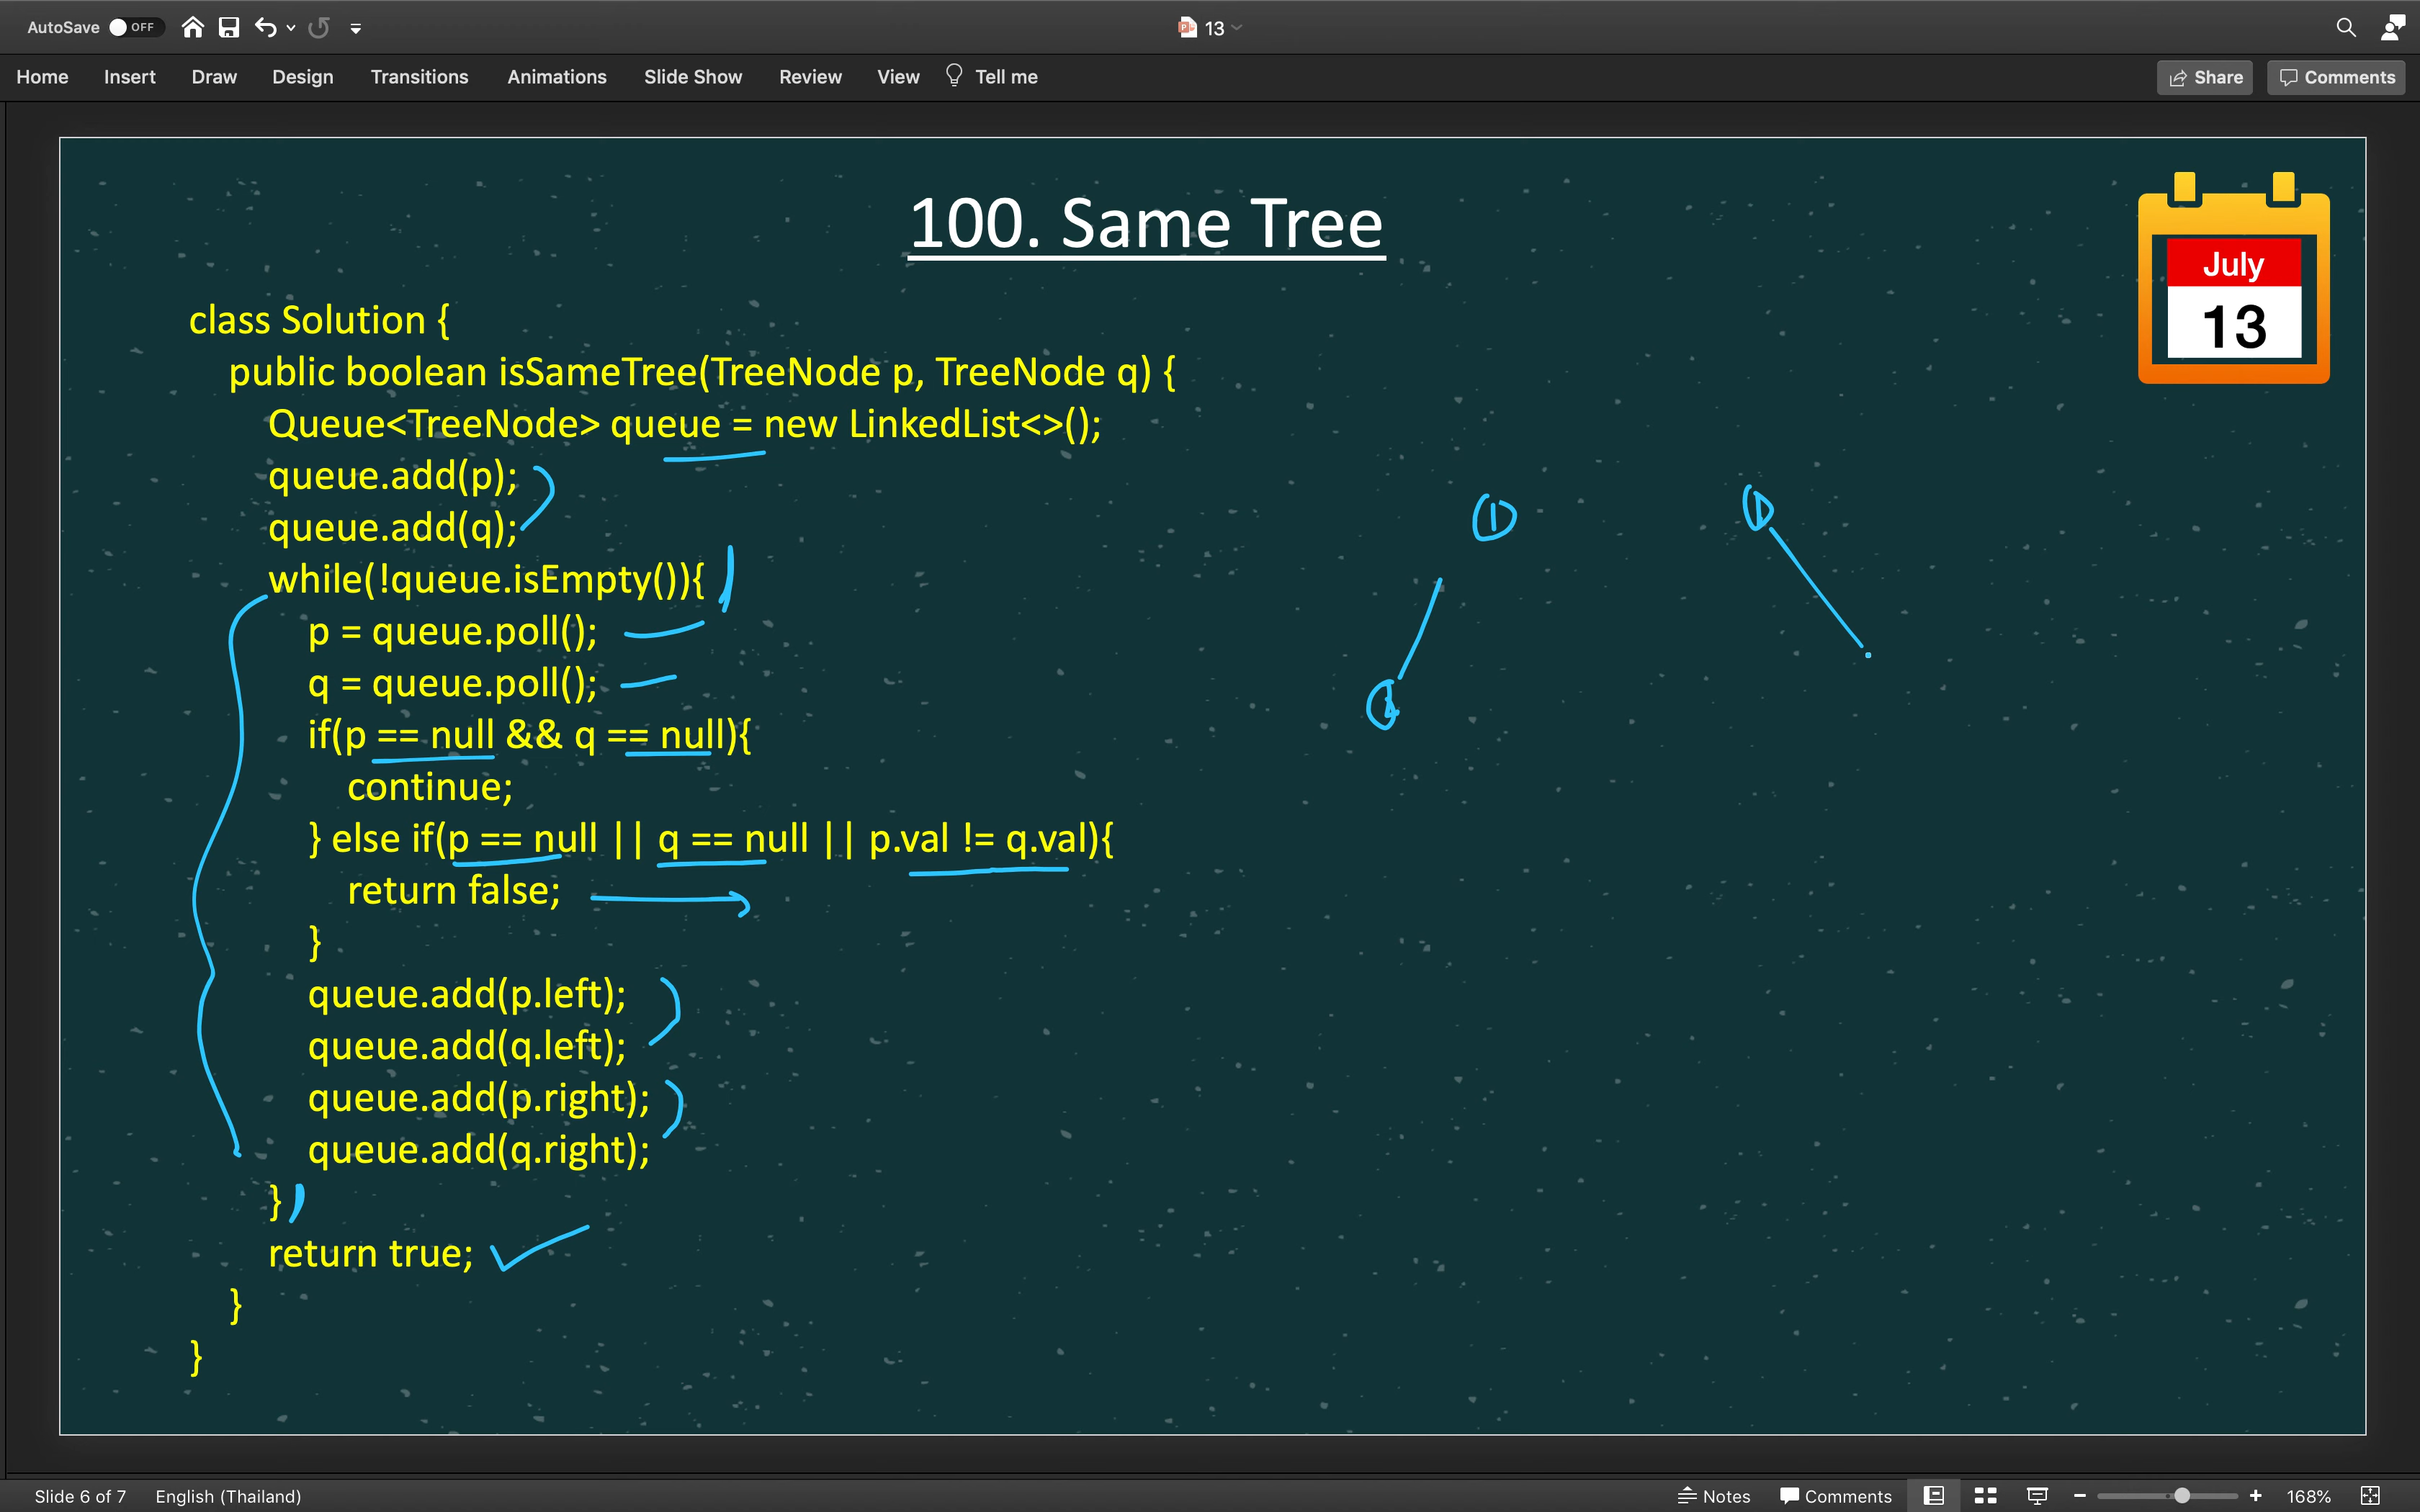 AutoSave OFF
13
Home Insert Draw Design Transitions Animations Slide Show Review View Tell me Share Comments
100. Same Tree
July
13
class Solution {
public boolean isSameTree(TreeNode p, TreeNode q) {
Queue<TreeNode> queue = new LinkedList<>();
queue.add(p);
queue.add(q);
while(!queue.isEmpty()){
p = queue.poll();
q = queue.poll();
if(p == null && q == null){
continue;
} else if(p == null || q == null || p.val != q.val){
return false;
}
queue.add(p.left);
queue.add(q.left);
queue.add(p.right);
queue.add(q.right);
}
return true;
}
}
1
1
Slide 6 of 7 English (Thailand) Notes Comments 168%